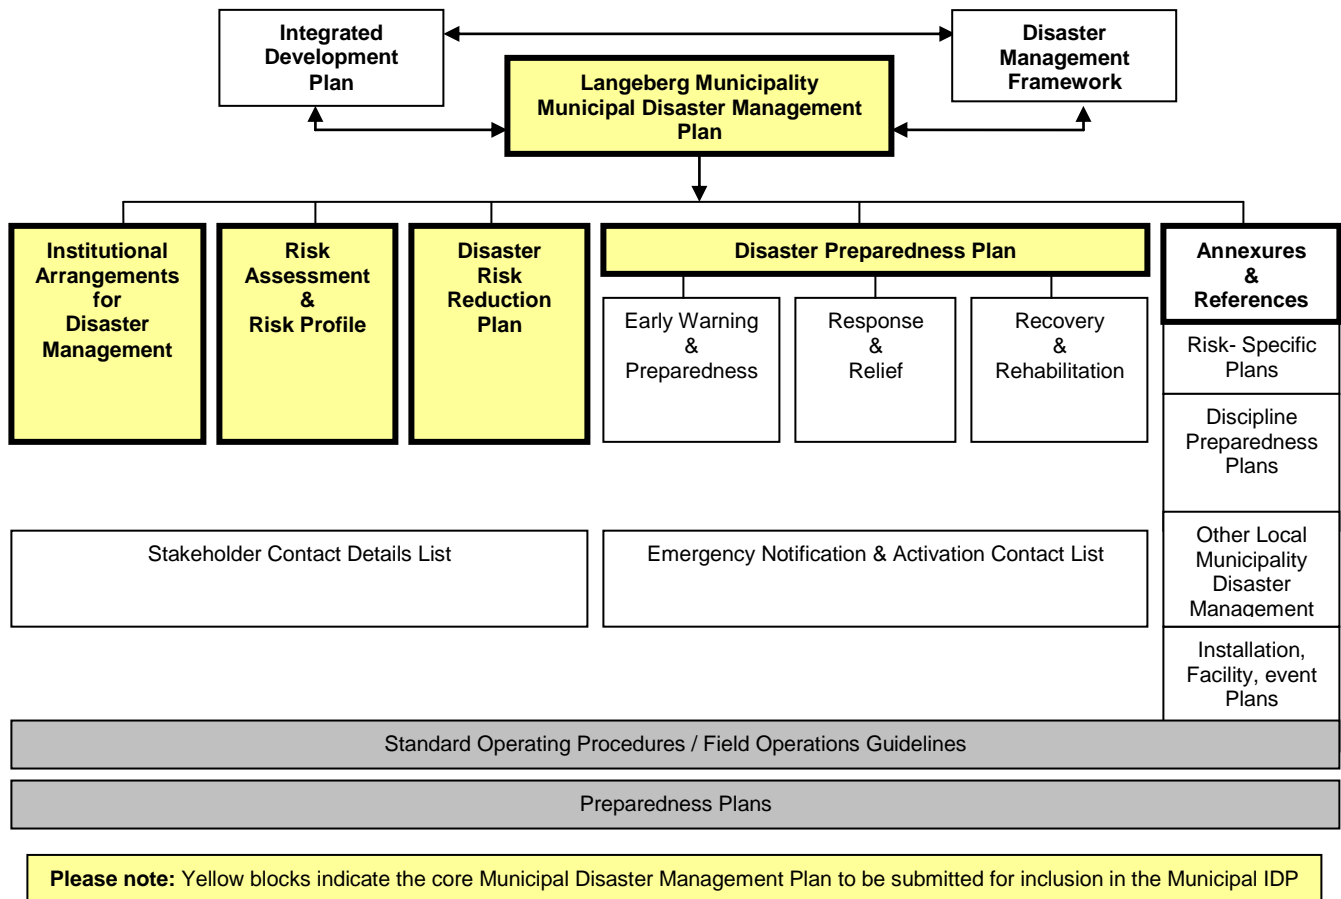 Integrated
Development
Plan
Disaster
Management
Framework
Langeberg Municipality
Municipal Disaster Management
Plan
Institutional
Arrangements
for
Disaster
Management
Risk
Assessment
&
Risk Profile
Disaster
Risk
Reduction
Plan
Disaster Preparedness Plan
Early Warning
&
Preparedness
Response
&
Relief
Recovery
&
Rehabilitation
Annexures
&
References
Risk- Specific
Plans
Discipline
Preparedness
Plans
Other Local
Municipality
Disaster
Management
Installation,
Facility, event
Plans
Stakeholder Contact Details List
Emergency Notification & Activation Contact List
Standard Operating Procedures / Field Operations Guidelines
Preparedness Plans
Please note: Yellow blocks indicate the core Municipal Disaster Management Plan to be submitted for inclusion in the Municipal IDP